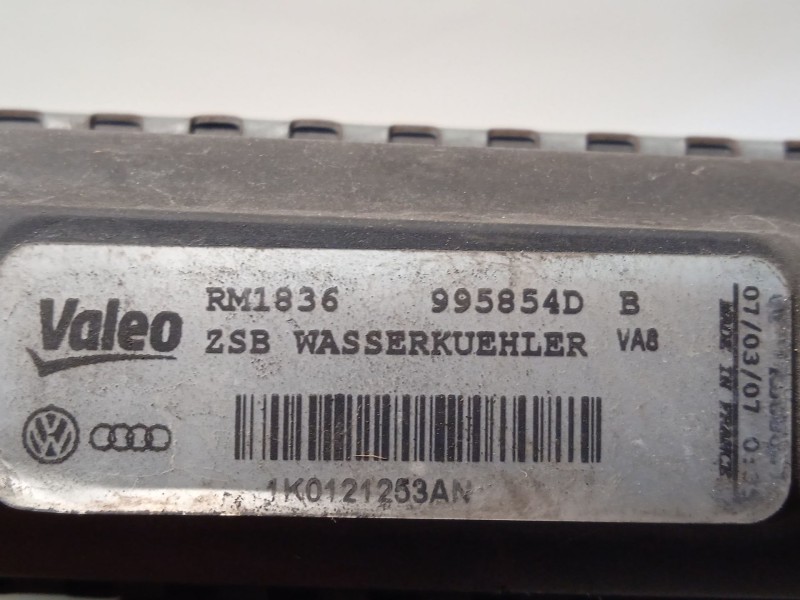 Valeo
RM1836 995854D B
ZSB WASSERKUEHLER VA8
1K0121253AN
MADE IN FRANCE
07/03/07